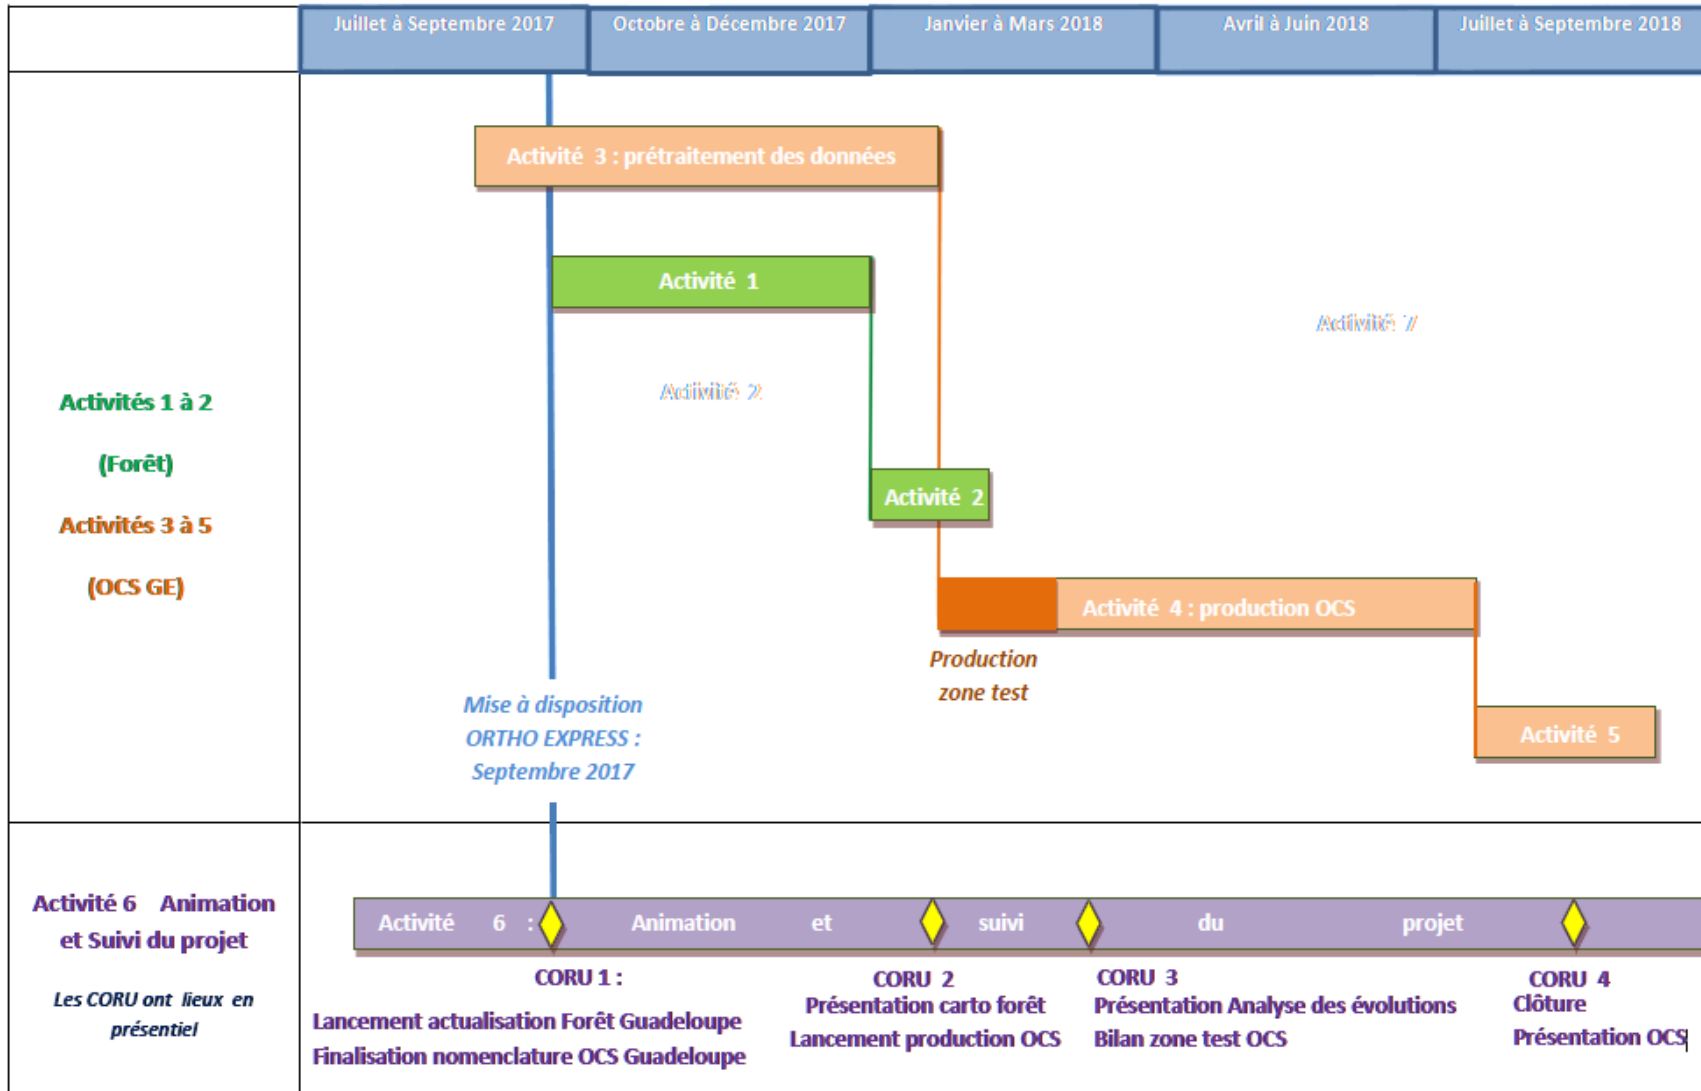 Juillet à Septembre 2017
Octobre à Décembre 2017
Janvier à Mars 2018
Avril à Juin 2018
Juillet à Septembre 2018
Activités 1 à 2
(Forêt)
Activités 3 à 5
(OCS GE)
Activité 3 : prétraitement des données
Activité 1
Activité 7
Activité 2
Activité 2
Activité 4 : production OCS
Production
zone test
Mise à disposition
ORTHO EXPRESS :
Septembre 2017
Activité 5
Activité 6 Animation
et Suivi du projet
Les CORU ont lieux en
présentiel
Activité 6 : Animation et suivi du projet
CORU 1 :
Lancement actualisation Forêt Guadeloupe
Finalisation nomenclature OCS Guadeloupe
CORU 2
Présentation carto forêt
Lancement production OCS
CORU 3
Présentation Analyse des évolutions
Bilan zone test OCS
CORU 4
Clôture
Présentation OCS